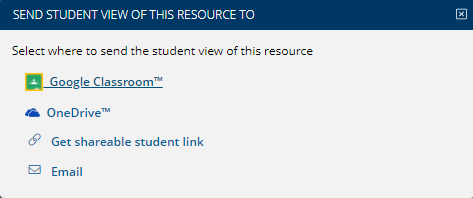 SEND STUDENT VIEW OF THIS RESOURCE TO
Select where to send the student view of this resource
Google Classroom™
OneDrive™
Get shareable student link
Email